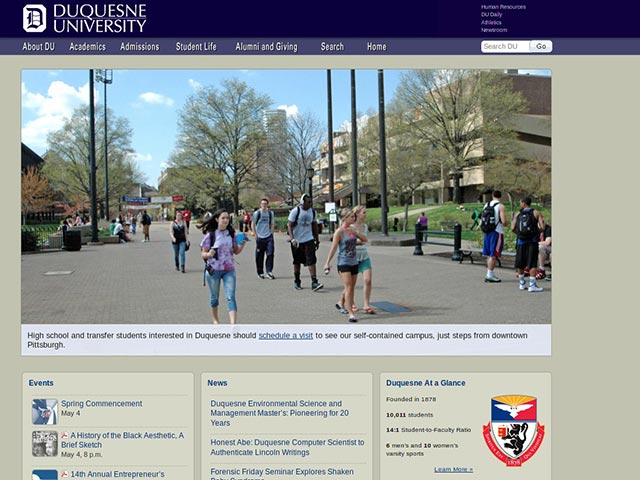 DUQUESNE
UNIVERSITY
Human Resources
DU Daily
Athletics
Newsroom
About DU Academics Admissions Student Life Alumni and Giving Search Home
Search DU Go
High school and transfer students interested in Duquesne should schedule a visit to see our self-contained campus, just steps from downtown
Pittsburgh.
Events
Spring Commencement
May 4
A History of the Black Aesthetic, A
Brief Sketch
May 4, 8 p.m.
14th Annual Entrepreneur's
News
Duquesne Environmental Science and
Management Master's: Pioneering for 20
Years
Honest Abe: Duquesne Computer Scientist to
Authenticate Lincoln Writings
Forensic Friday Seminar Explores Shaken
Duquesne At a Glance
Founded in 1878
10,011 students
14:1 Student-to-Faculty Ratio
6 men's and 10 women's
varsity sports
Learn More »
1878